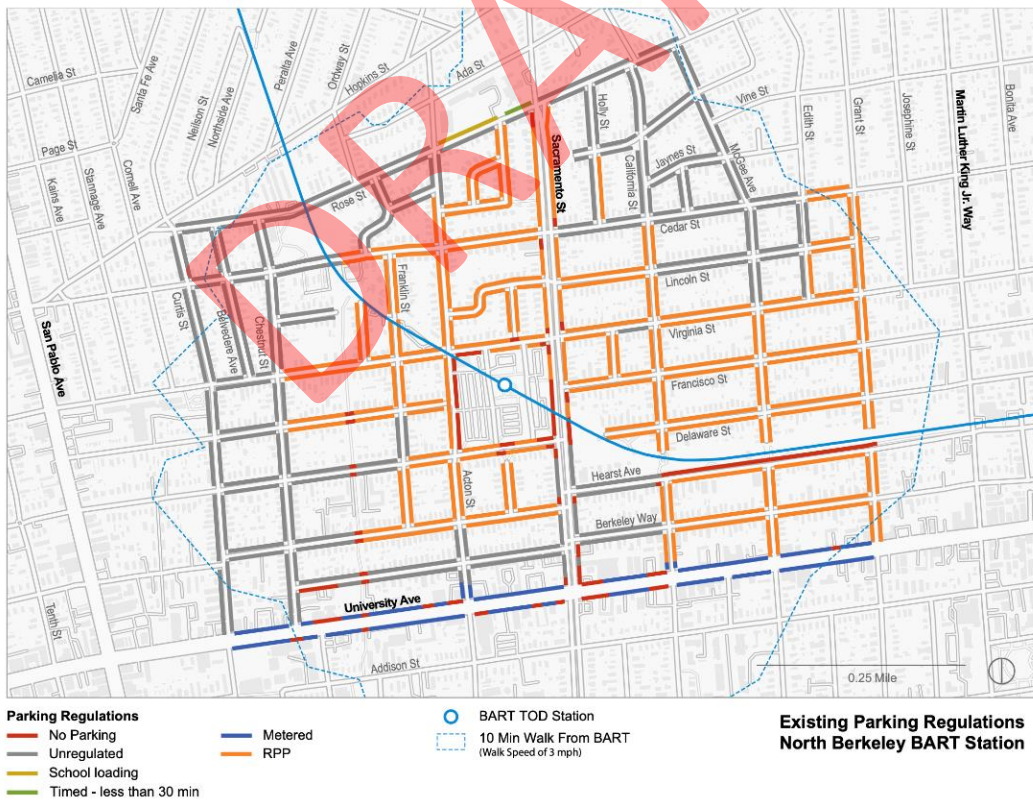 DRA
Camelia St
Santa Fe Ave
Neilson St
Northside Ave
Peralta Ave
Ordway St
Hopkins St
Ada St
Page St
Kains Ave
Stannage Ave
Cornell Ave
Rose St
Sacramento St
Holly St
California St
Jaynes St
McGee Ave
Vine St
Edith St
Grant St
Josephine St
Martin Luther King Jr. Way
Bonita Ave
Cedar St
Lincoln St
Virginia St
Francisco St
Delaware St
Hearst Ave
Berkeley Way
Curtis St
Belvedere Ave
Chestnut St
Franklin St
Acton St
San Pablo Ave
Tenth St
University Ave
Addison St
0.25 Mile
Parking Regulations
No Parking
Unregulated
School loading
Timed - less than 30 min
Metered
RPP
BART TOD Station
10 Min Walk From BART
(Walk Speed of 3 mph)
Existing Parking Regulations
North Berkeley BART Station